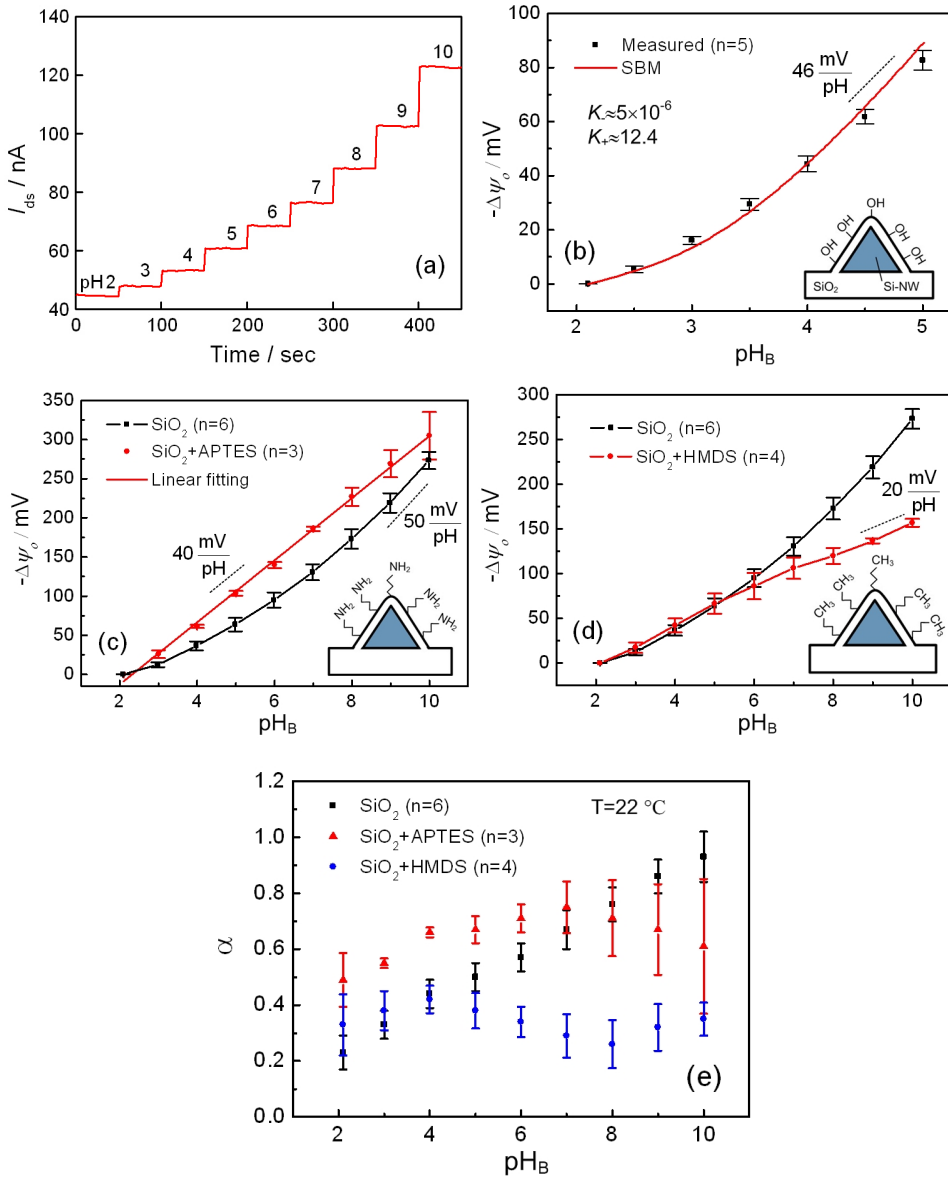 140
120
100
80
60
40
I_ds / nA
pH2
3
4
5
6
7
8
9
10
(a)
0
100
200
300
400
Time / sec
100
80
60
40
20
0
-Δψ_o / mV
Measured (n=5)
SBM
K_-≈5×10^-6
K_+≈12.4
46 mV/pH
(b)
OH
OH
OH
OH
OH
SiO_2
Si-NW
2
3
4
5
pH_B
350
300
250
200
150
100
50
0
-Δψ_o / mV
SiO_2 (n=6)
SiO_2+APTES (n=3)
Linear fitting
40 mV/pH
50 mV/pH
NH_2
NH_2
NH_2
NH_2
NH_2
(c)
2
4
6
8
10
pH_B
300
250
200
150
100
50
0
-Δψ_o / mV
SiO_2 (n=6)
SiO_2+HMDS (n=4)
20 mV/pH
CH_3
CH_3
CH_3
CH_3
CH_3
(d)
2
3
4
5
6
7
8
9
10
pH_B
1.2
1.0
0.8
0.6
0.4
0.2
0.0
α
SiO_2 (n=6)
SiO_2+APTES (n=3)
SiO_2+HMDS (n=4)
T=22 °C
(e)
2
4
6
8
10
pH_B